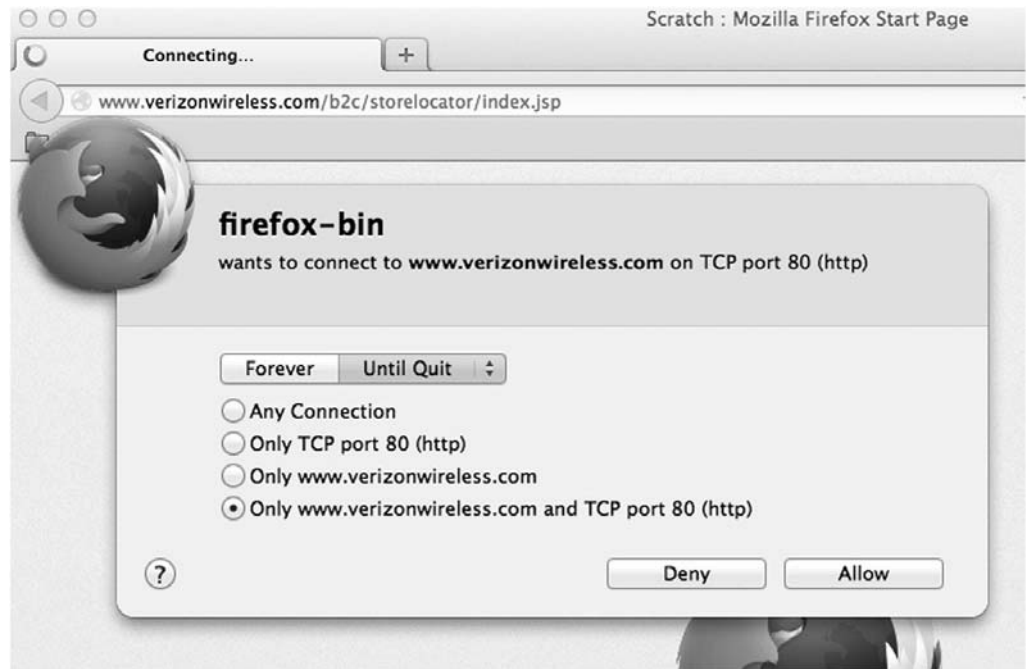 Scratch : Mozilla Firefox Start Page
Connecting...
+
www.verizonwireless.com/b2c/storelocator/index.jsp
firefox-bin
wants to connect to www.verizonwireless.com on TCP port 80 (http)
Forever Until Quit
Any Connection
Only TCP port 80 (http)
Only www.verizonwireless.com
Only www.verizonwireless.com and TCP port 80 (http)
? Deny Allow